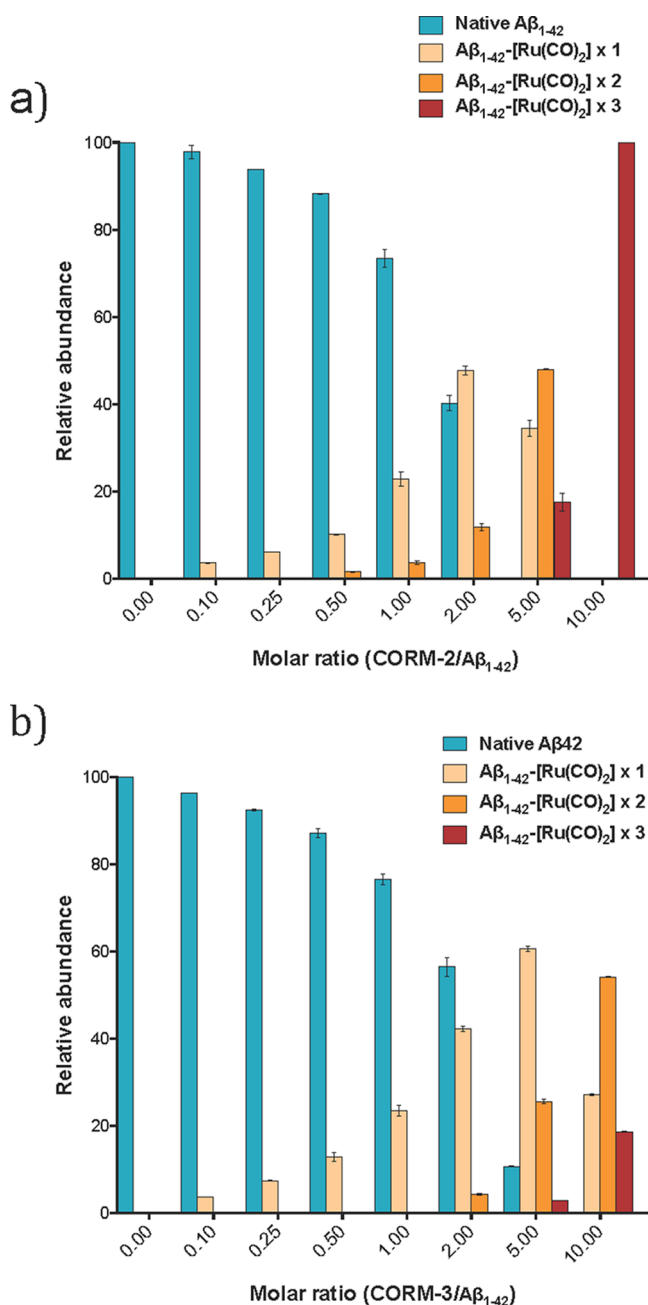 Native Aβ₁₋₄₂
Aβ₁₋₄₂-[Ru(CO)₂] x 1
Aβ₁₋₄₂-[Ru(CO)₂] x 2
Aβ₁₋₄₂-[Ru(CO)₂] x 3
a)
100
80
60
40
20
0
Relative abundance
0.00 0.10 0.25 0.50 1.00 2.00 5.00 10.00
Molar ratio (CORM-2/Aβ₁₋₄₂)
b)
Native Aβ42
Aβ₁₋₄₂-[Ru(CO)₂] x 1
Aβ₁₋₄₂-[Ru(CO)₂] x 2
Aβ₁₋₄₂-[Ru(CO)₂] x 3
100
80
60
40
20
0
Relative abundance
0.00 0.10 0.25 0.50 1.00 2.00 5.00 10.00
Molar ratio (CORM-3/Aβ₁₋₄₂)